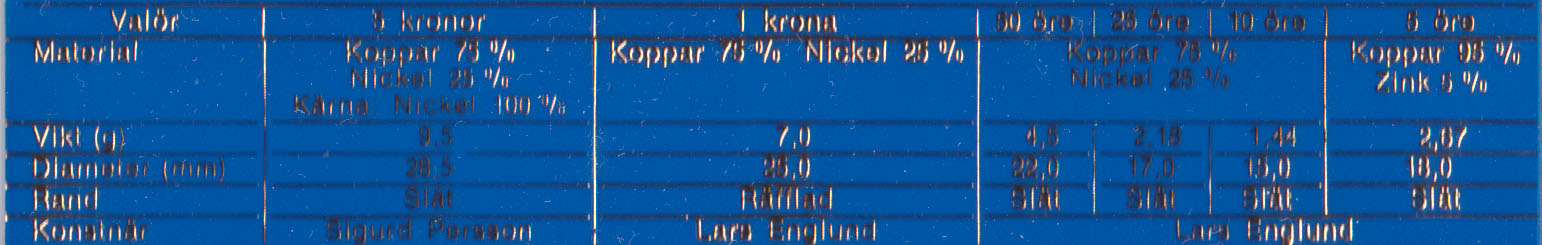 Valör 5 kronor 1 krona 50 öre 25 öre 10 öre 5 öre
Material Koppar 75 % Koppar 75 % Nickel 25 % Koppar 75 % Koppar 95 %
Nickel 25 % Nickel 25 % Zink 5 %
Kärna Nickel 100 %
Vikt (g) 9,5 7,0 4,5 2,18 1,44 2,67
Diameter (mm) 28,5 25,0 22,0 17,0 15,0 18,0
Rand Slät Räfflad Slät Slät Slät Slät
Konstnär Sigurd Persson Lars Englund Lars Englund